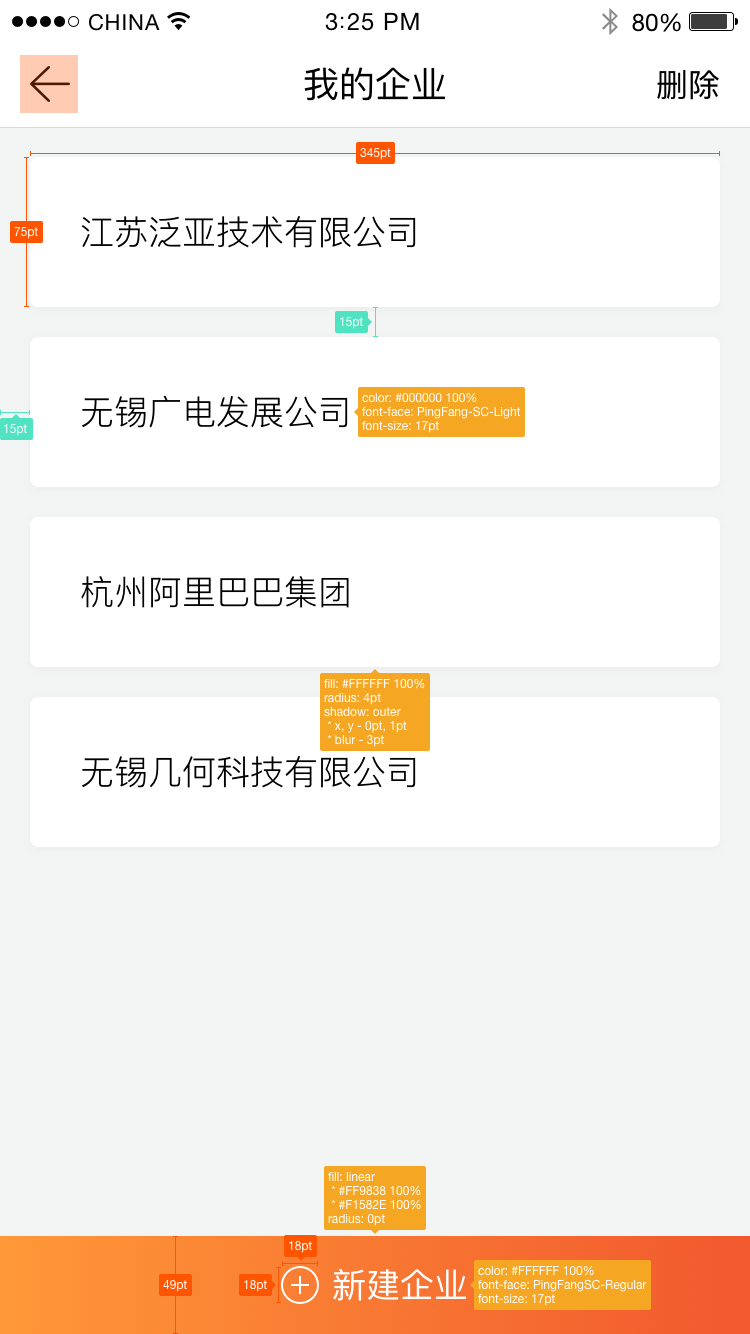 CHINA 3:25 PM 80%
我的企业 删除
345pt
75pt
江苏泛亚技术有限公司
15pt
无锡广电发展公司
color: #000000 100%
font-face: PingFang-SC-Light
font-size: 17pt
15pt
杭州阿里巴巴集团
fill: #FFFFFF 100%
radius: 4pt
shadow: outer
* x, y - 0pt, 1pt
* blur - 3pt
无锡几何科技有限公司
fill: linear
* #FF9838 100%
* #F1582E 100%
radius: 0pt
18pt
49pt
18pt
新建企业
color: #FFFFFF 100%
font-face: PingFangSC-Regular
font-size: 17pt